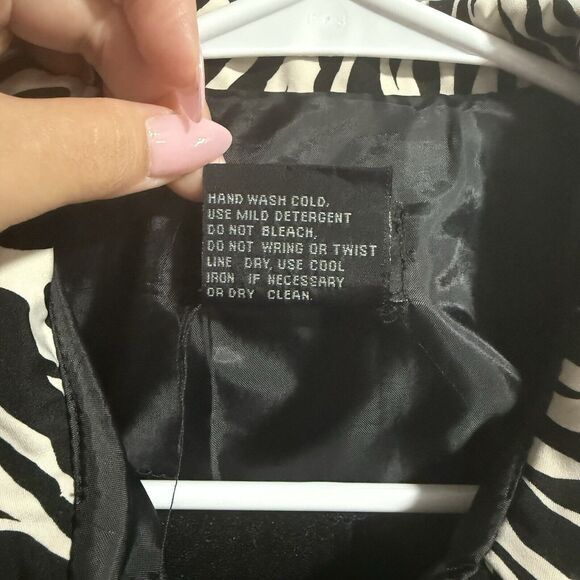 HAND WASH COLD,
USE MILD DETERGENT
DO NOT BLEACH,
DO NOT WRING OR TWIST
LINE DRY, USE COOL
IRON IF NECESSARY
OR DRY CLEAN.